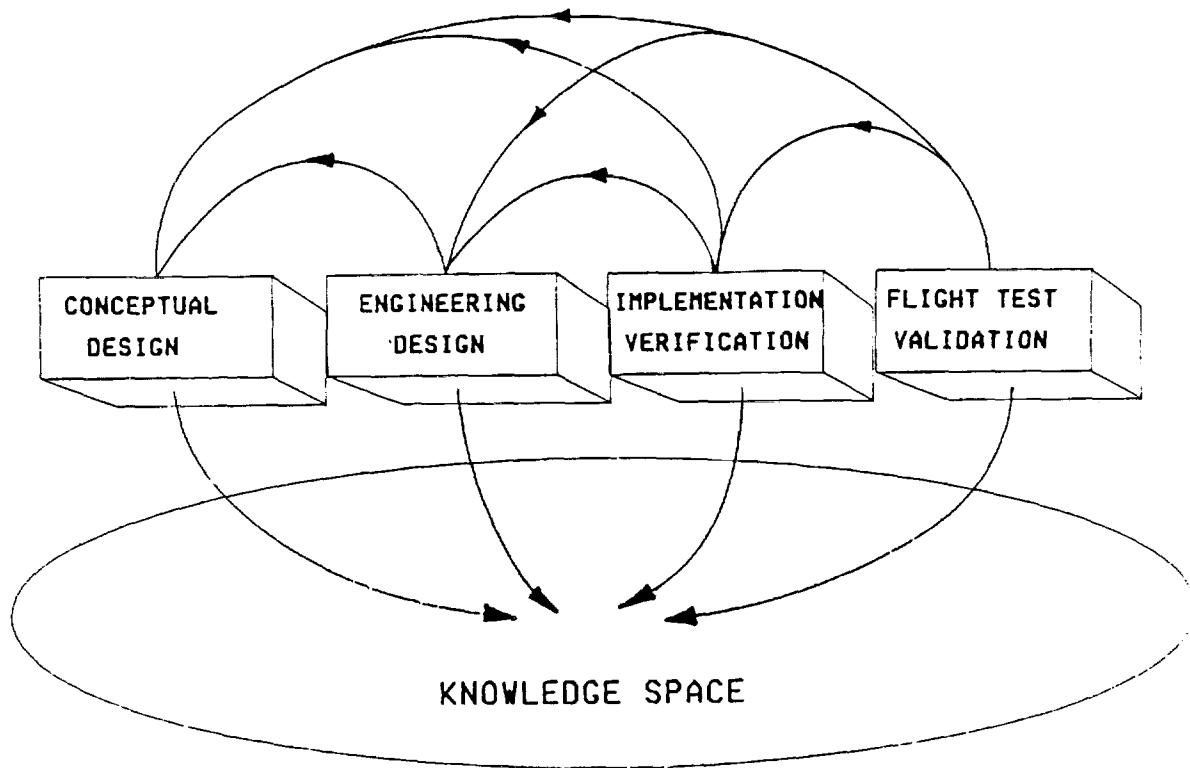 CONCEPTUAL
DESIGN
ENGINEERING
DESIGN
IMPLEMENTATION
VERIFICATION
FLIGHT TEST
VALIDATION
KNOWLEDGE SPACE